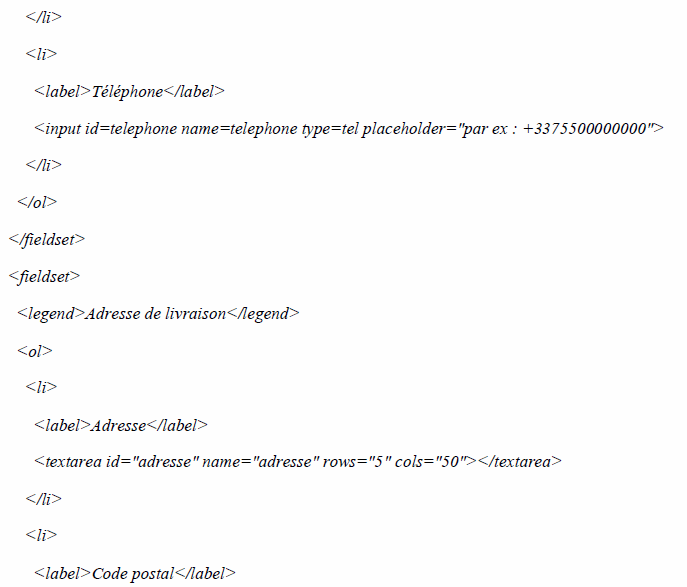 </li>
<li>
<label>Téléphone</label>
<input id=telephone name=telephone type=tel placeholder="par ex : +3375500000000">
</li>
</ol>
</fieldset>
<fieldset>
<legend>Adresse de livraison</legend>
<ol>
<li>
<label>Adresse</label>
<textarea id="adresse" name="adresse" rows="5" cols="50"></textarea>
</li>
<li>
<label>Code postal</label>